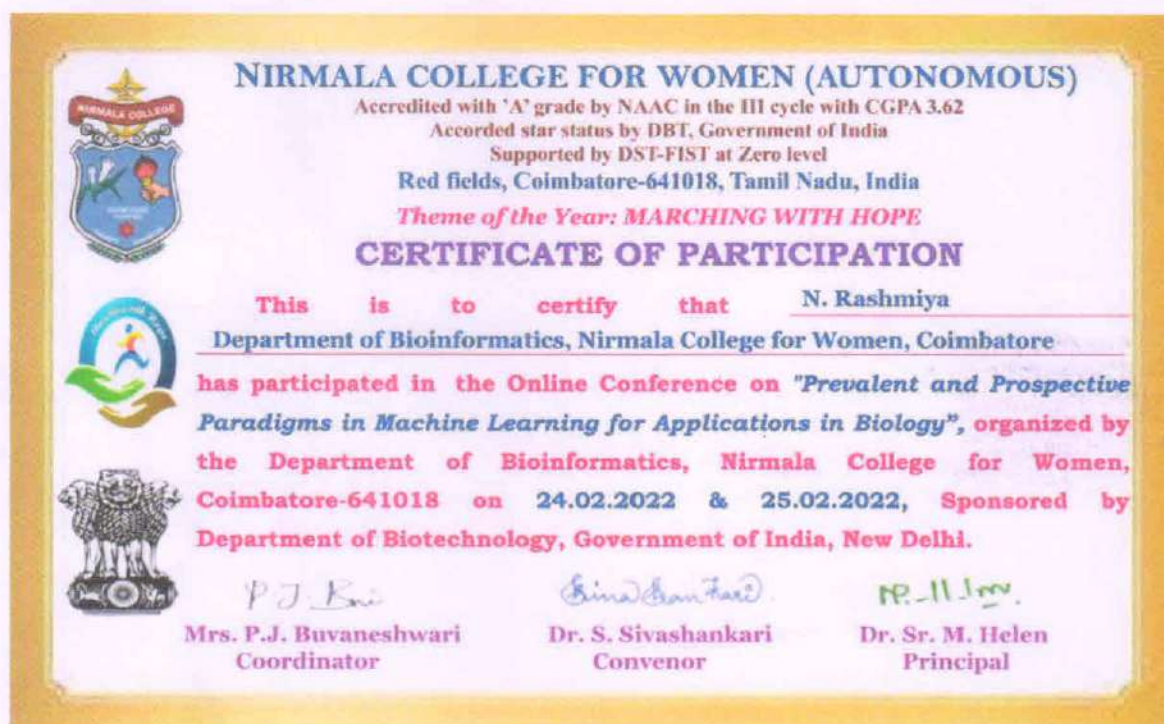 NIRMALA COLLEGE
NIRMALA COLLEGE FOR WOMEN (AUTONOMOUS)
Accredited with 'A' grade by NAAC in the III cycle with CGPA 3.62
Accorded star status by DBT, Government of India
Supported by DST-FIST at Zero level
Red fields, Coimbatore-641018, Tamil Nadu, India
Theme of the Year: MARCHING WITH HOPE
CERTIFICATE OF PARTICIPATION
This is to certify that N. Rashmiya
Department of Bioinformatics, Nirmala College for Women, Coimbatore
has participated in the Online Conference on "Prevalent and Prospective
Paradigms in Machine Learning for Applications in Biology", organized by
the Department of Bioinformatics, Nirmala College for Women,
Coimbatore-641018 on 24.02.2022 & 25.02.2022, Sponsored by
Department of Biotechnology, Government of India, New Delhi.
Mrs. P.J. Buvaneshwari Dr. S. Sivashankari Dr. Sr. M. Helen
Coordinator Convenor Principal